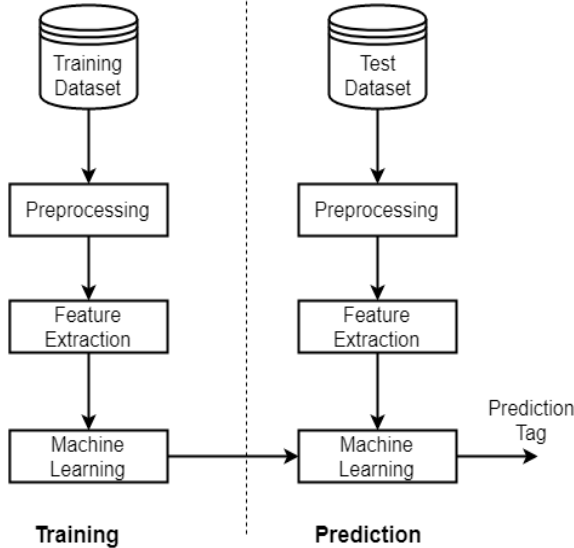 Training
Dataset
Test
Dataset
Preprocessing
Preprocessing
Feature
Extraction
Feature
Extraction
Machine
Learning
Machine
Learning
Prediction
Tag
Training
Prediction